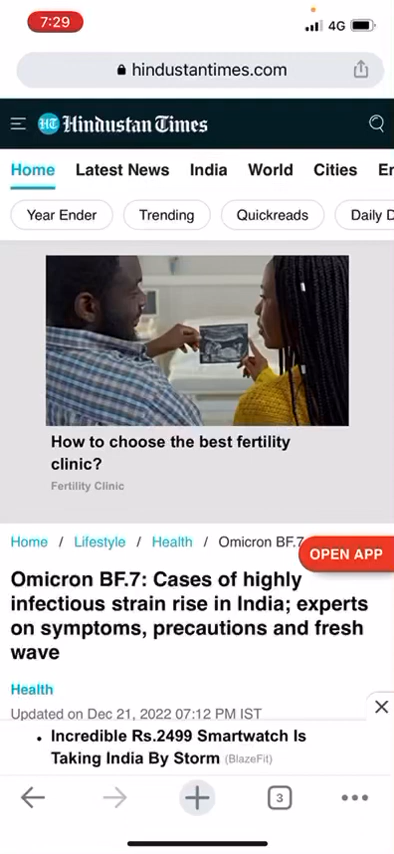 7:29
4G
hindustantimes.com
HT Hindustan Times
Home Latest News India World Cities
Year Ender Trending Quickreads Daily
How to choose the best fertility
clinic?
Fertility Clinic
Home / Lifestyle / Health / Omicron BF.7
OPEN APP
Omicron BF.7: Cases of highly
infectious strain rise in India; experts
on symptoms, precautions and fresh
wave
Health
Updated on Dec 21, 2022 07:12 PM IST
• Incredible Rs.2499 Smartwatch Is
Taking India By Storm (BlazeFit)
3